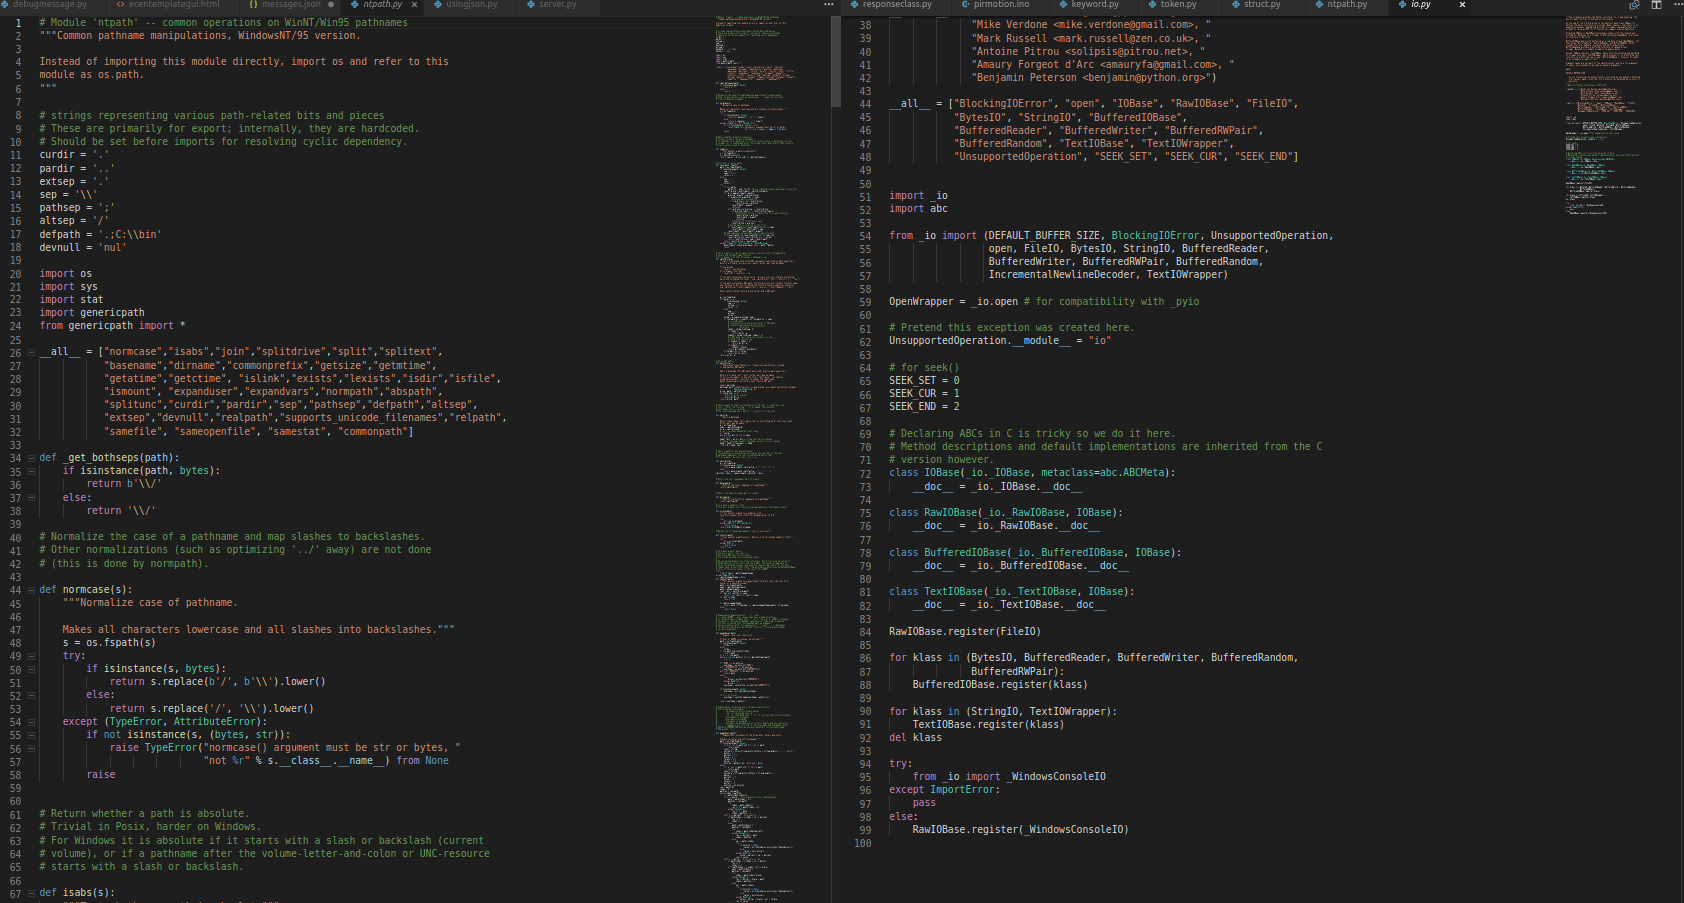 debugmessage.py ecentemplategui.html {} messages.json ntpath.py × usingjson.py server.py ···
1 # Module 'ntpath' -- common operations on WinNT/Win95 pathnames
2 """Common pathname manipulations, WindowsNT/95 version.
3
4 Instead of importing this module directly, import os and refer to this
5 module as os.path.
6 """
7
8 # strings representing various path-related bits and pieces
9 # These are primarily for export; internally, they are hardcoded.
10 # Should be set before imports for resolving cyclic dependency.
11 curdir = '.'
12 pardir = '..'
13 extsep = '.'
14 sep = '\\'
15 pathsep = ';'
16 altsep = '/'
17 defpath = '.;C:\\bin'
18 devnull = 'nul'
19
20 import os
21 import sys
22 import stat
23 import genericpath
24 from genericpath import *
25
26 __all__ = ["normcase","isabs","join","splitdrive","split","splitext",
27 "basename","dirname","commonprefix","getsize","getmtime",
28 "getatime","getctime", "islink","exists","lexists","isdir","isfile",
29 "ismount", "expanduser","expandvars","normpath","abspath",
30 "splitunc","curdir","pardir","sep","pathsep","defpath","altsep",
31 "extsep","devnull","realpath","supports_unicode_filenames","relpath",
32 "samefile", "sameopenfile", "samestat", "commonpath"]
33
34 def _get_bothseps(path):
35 if isinstance(path, bytes):
36 return b'\\/'
37 else:
38 return '\\/'
39
40 # Normalize the case of a pathname and map slashes to backslashes.
41 # Other normalizations (such as optimizing '../' away) are not done
42 # (this is done by normpath).
43
44 def normcase(s):
45 """Normalize case of pathname.
46
47 Makes all characters lowercase and all slashes into backslashes."""
48 s = os.fspath(s)
49 try:
50 if isinstance(s, bytes):
51 return s.replace(b'/', b'\\').lower()
52 else:
53 return s.replace('/', '\\').lower()
54 except (TypeError, AttributeError):
55 if not isinstance(s, (bytes, str)):
56 raise TypeError("normcase() argument must be str or bytes, "
57 "not %r" % s.__class__.__name__) from None
58 raise
59
60
61 # Return whether a path is absolute.
62 # Trivial in Posix, harder on Windows.
63 # For Windows it is absolute if it starts with a slash or backslash (current
64 # volume), or if a pathname after the volume-letter-and-colon or UNC-resource
65 # starts with a slash or backslash.
66
67 def isabs(s):
responseclass.py pirmotion.ino keyword.py token.py struct.py ntpath.py io.py × ···
38 "Mike Verdone <mike.verdone@gmail.com>, "
39 "Mark Russell <mark.russell@zen.co.uk>, "
40 "Antoine Pitrou <solipsis@pitrou.net>, "
41 "Amaury Forgeot d'Arc <amauryfa@gmail.com>, "
42 "Benjamin Peterson <benjamin@python.org>")
43
44 __all__ = ["BlockingIOError", "open", "IOBase", "RawIOBase", "FileIO",
45 "BytesIO", "StringIO", "BufferedIOBase",
46 "BufferedReader", "BufferedWriter", "BufferedRWPair",
47 "BufferedRandom", "TextIOBase", "TextIOWrapper",
48 "UnsupportedOperation", "SEEK_SET", "SEEK_CUR", "SEEK_END"]
49
50
51 import _io
52 import abc
53
54 from _io import (DEFAULT_BUFFER_SIZE, BlockingIOError, UnsupportedOperation,
55 open, FileIO, BytesIO, StringIO, BufferedReader,
56 BufferedWriter, BufferedRWPair, BufferedRandom,
57 IncrementalNewlineDecoder, TextIOWrapper)
58
59 OpenWrapper = _io.open # for compatibility with _pyio
60
61 # Pretend this exception was created here.
62 UnsupportedOperation.__module__ = "io"
63
64 # for seek()
65 SEEK_SET = 0
66 SEEK_CUR = 1
67 SEEK_END = 2
68
69 # Declaring ABCs in C is tricky so we do it here.
70 # Method descriptions and default implementations are inherited from the C
71 # version however.
72 class IOBase(_io._IOBase, metaclass=abc.ABCMeta):
73 __doc__ = _io._IOBase.__doc__
74
75 class RawIOBase(_io._RawIOBase, IOBase):
76 __doc__ = _io._RawIOBase.__doc__
77
78 class BufferedIOBase(_io._BufferedIOBase, IOBase):
79 __doc__ = _io._BufferedIOBase.__doc__
80
81 class TextIOBase(_io._TextIOBase, IOBase):
82 __doc__ = _io._TextIOBase.__doc__
83
84 RawIOBase.register(FileIO)
85
86 for klass in (BytesIO, BufferedReader, BufferedWriter, BufferedRandom,
87 BufferedRWPair):
88 BufferedIOBase.register(klass)
89
90 for klass in (StringIO, TextIOWrapper):
91 TextIOBase.register(klass)
92 del klass
93
94 try:
95 from _io import _WindowsConsoleIO
96 except ImportError:
97 pass
98 else:
99 RawIOBase.register(_WindowsConsoleIO)
100